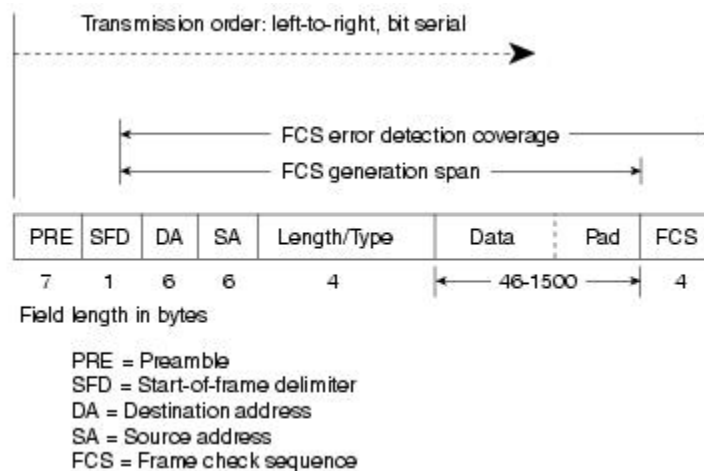 Transmission order: left-to-right, bit serial
FCS error detection coverage
FCS generation span
PRE SFD DA SA Length/Type Data Pad FCS
7 1 6 6 4 46-1500 4
Field length in bytes
PRE = Preamble
SFD = Start-of-frame delimiter
DA = Destination address
SA = Source address
FCS = Frame check sequence